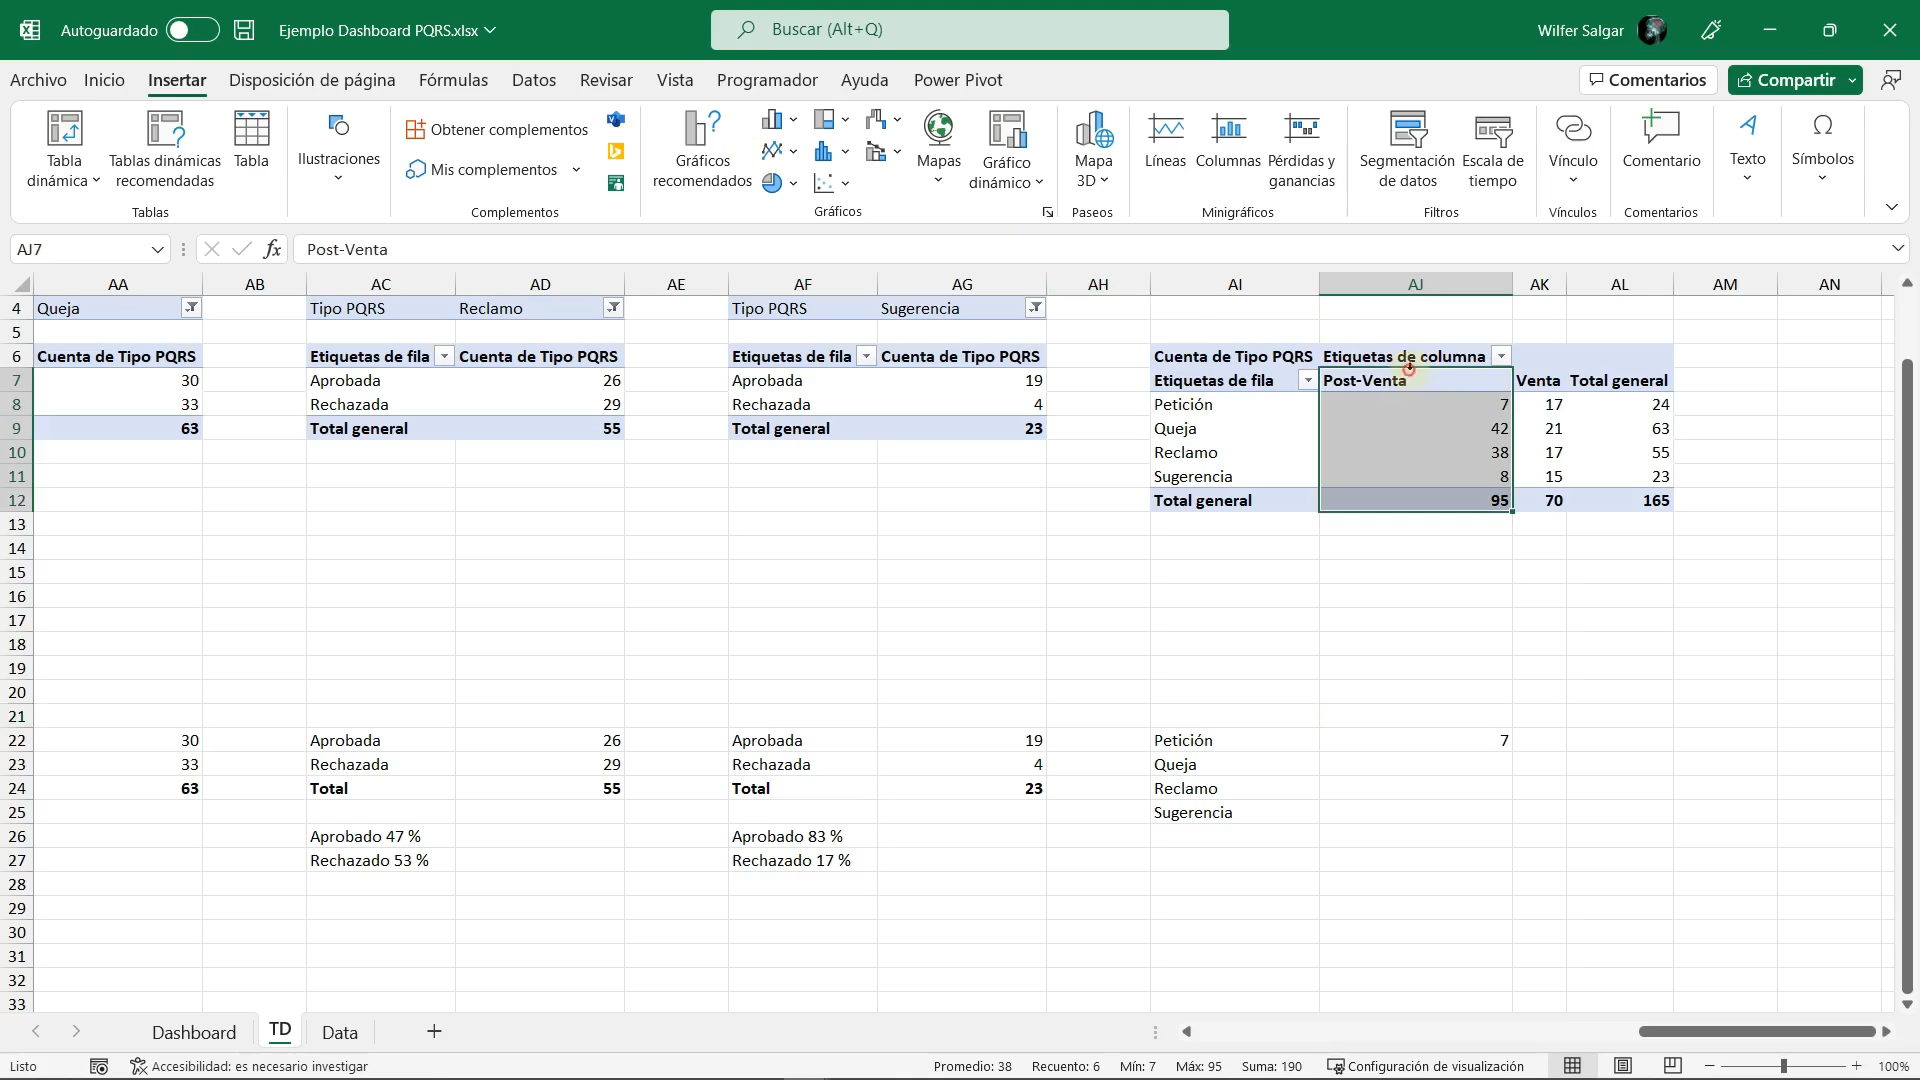 Autoguardado
Ejemplo Dashboard PQRS.xlsx
Buscar (Alt+Q)
Wilfer Salgar
Archivo Inicio Insertar Disposición de página Fórmulas Datos Revisar Vista Programador Ayuda Power Pivot
Comentarios
Compartir
Tabla dinámica
Tablas dinámicas recomendadas
Tabla
Tablas
Ilustraciones
Obtener complementos
Mis complementos
Complementos
Gráficos recomendados
Mapas
Gráfico dinámico
Gráficos
Mapa 3D
Paseos
Líneas
Columnas
Pérdidas y ganancias
Minigráficos
Segmentación de datos
Escala de tiempo
Filtros
Vínculo
Vínculos
Comentario
Comentarios
Texto
Símbolos
AJ7
fx
Post-Venta
AA AB AC AD AE AF AG AH AI AJ AK AL AM AN
4 Queja Tipo PQRS Reclamo Tipo PQRS Sugerencia
5
6 Cuenta de Tipo PQRS Etiquetas de fila Cuenta de Tipo PQRS Etiquetas de fila Cuenta de Tipo PQRS Cuenta de Tipo PQRS Etiquetas de columna
7 30 Aprobada 26 Aprobada 19 Etiquetas de fila Post-Venta Venta Total general
8 33 Rechazada 29 Rechazada 4 Petición 7 17 24
9 63 Total general 55 Total general 23 Queja 42 21 63
10 Reclamo 38 17 55
11 Sugerencia 8 15 23
12 Total general 95 70 165
13
14
15
16
17
18
19
20
21
22 30 Aprobada 26 Aprobada 19 Petición 7
23 33 Rechazada 29 Rechazada 4 Queja
24 63 Total 55 Total 23 Reclamo
25 Sugerencia
26 Aprobado 47 % Aprobado 83 %
27 Rechazado 53 % Rechazado 17 %
28
29
30
31
32
33
Dashboard TD Data
Listo
Accesibilidad: es necesario investigar
Promedio: 38 Recuento: 6 Mín: 7 Máx: 95 Suma: 190
Configuración de visualización
100%